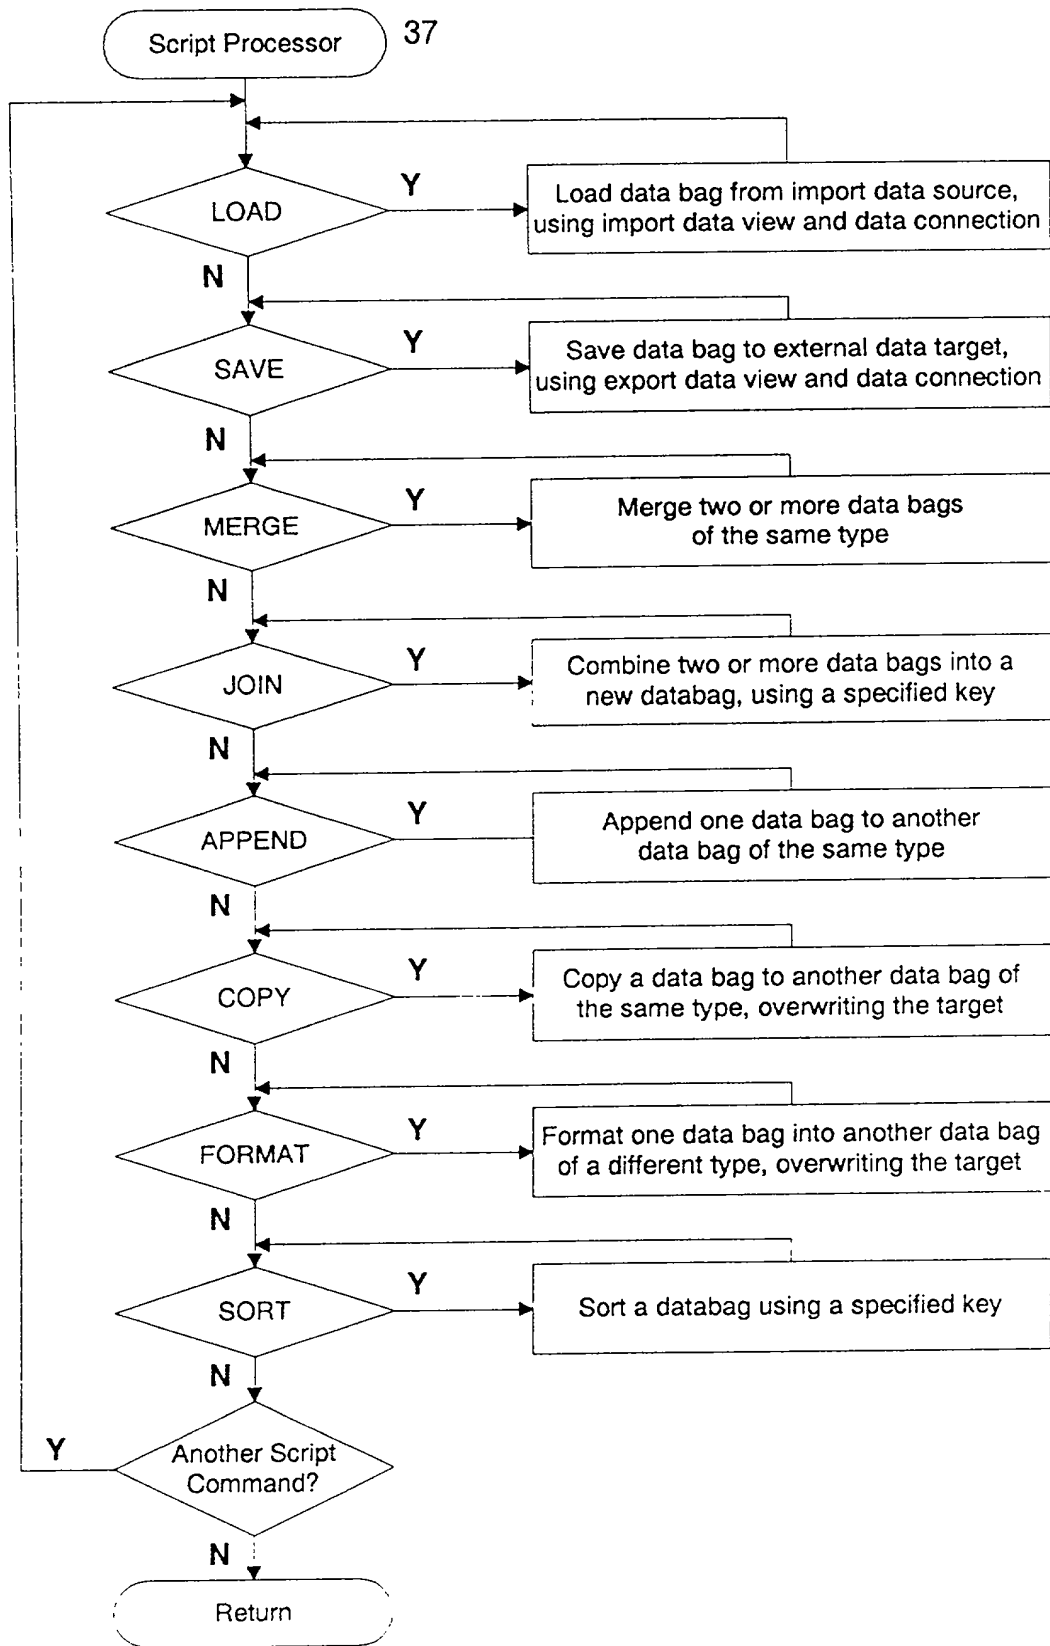 Script Processor
37
LOAD
Y
Load data bag from import data source,
using import data view and data connection
N
SAVE
Y
Save data bag to external data target,
using export data view and data connection
N
MERGE
Y
Merge two or more data bags
of the same type
N
JOIN
Y
Combine two or more data bags into a
new databag, using a specified key
N
APPEND
Y
Append one data bag to another
data bag of the same type
N
COPY
Y
Copy a data bag to another data bag of
the same type, overwriting the target
N
FORMAT
Y
Format one data bag into another data bag
of a different type, overwriting the target
N
SORT
Y
Sort a databag using a specified key
N
Y
Another Script
Command?
N
Return